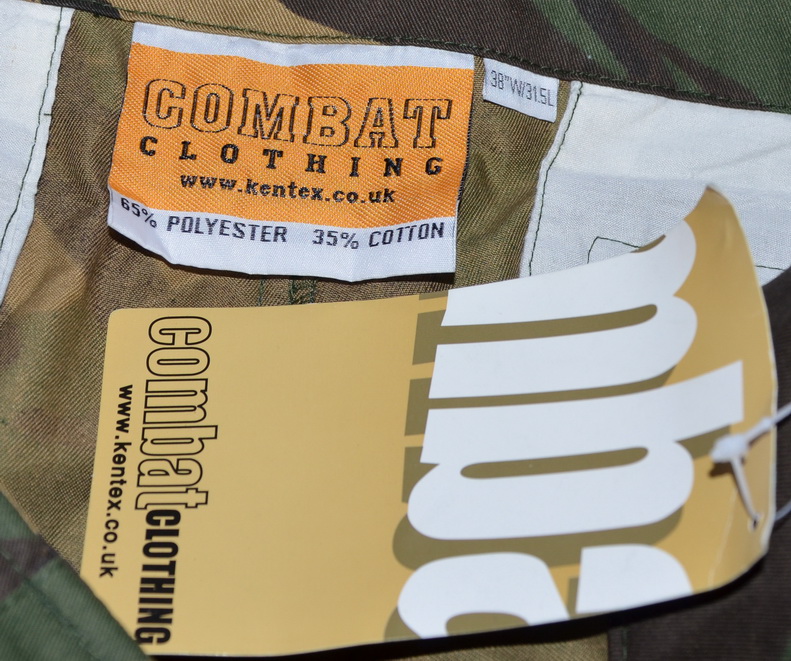 COMBAT
CLOTHING
www.kentex.co.uk
65% POLYESTER 35% COTTON
38"W/31.5L
combat CLOTHING
www.kentex.co.uk
mba